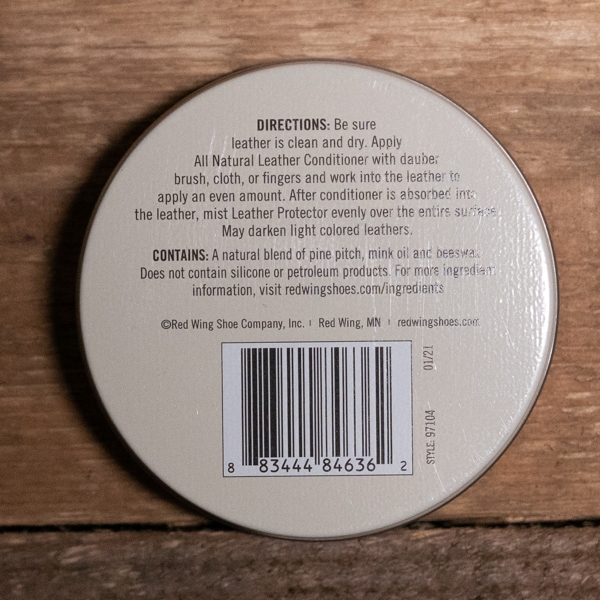 DIRECTIONS: Be sure
leather is clean and dry. Apply
All Natural Leather Conditioner with dauber
brush, cloth, or fingers and work into the leather to
apply an even amount. After conditioner is absorbed into
the leather, mist Leather Protector evenly over the entire surface.
May darken light colored leathers.
CONTAINS: A natural blend of pine pitch, mink oil and beeswax.
Does not contain silicone or petroleum products. For more ingredient
information, visit redwingshoes.com/ingredients
©Red Wing Shoe Company, Inc. | Red Wing, MN | redwingshoes.com
01/21
STYLE: 97104
8 83444 84636 2